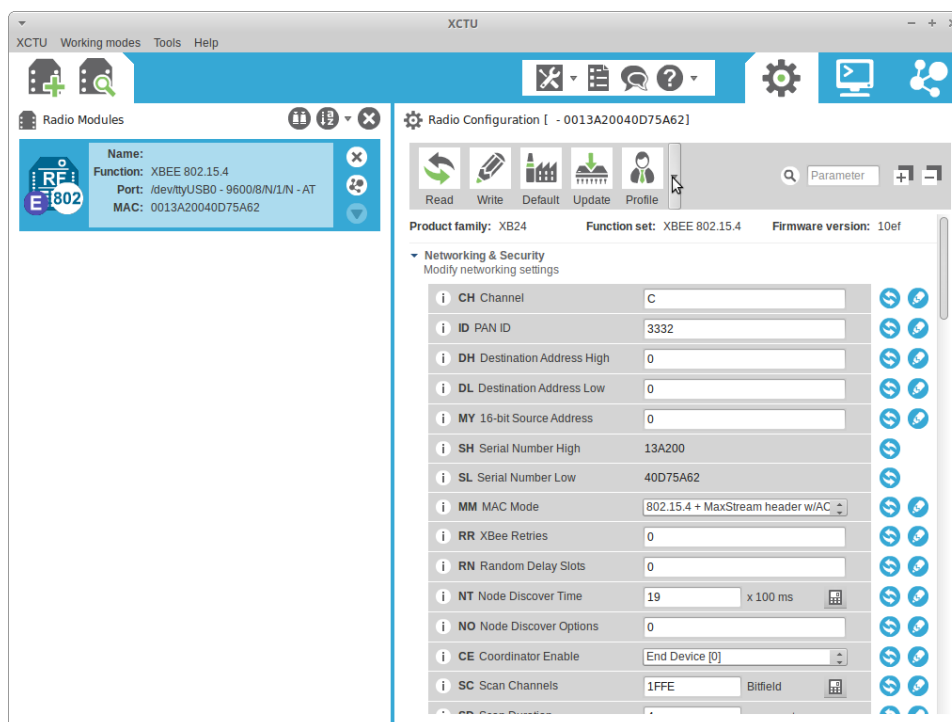 XCTU
XCTU Working modes Tools Help
Radio Modules
Radio Configuration [ - 0013A20040D75A62]
Name:
Function: XBEE 802.15.4
Port: /dev/ttyUSB0 - 9600/8/N/1/N - AT
MAC: 0013A20040D75A62
RF
E 802
Read Write Default Update Profile
Parameter
Product family: XB24 Function set: XBEE 802.15.4 Firmware version: 10ef
Networking & Security
Modify networking settings
i CH Channel C
i ID PAN ID 3332
i DH Destination Address High 0
i DL Destination Address Low 0
i MY 16-bit Source Address 0
i SH Serial Number High 13A200
i SL Serial Number Low 40D75A62
i MM MAC Mode 802.15.4 + MaxStream header w/AC
i RR XBee Retries 0
i RN Random Delay Slots 0
i NT Node Discover Time 19 x 100 ms
i NO Node Discover Options 0
i CE Coordinator Enable End Device [0]
i SC Scan Channels 1FFE Bitfield
SD Scan Duration